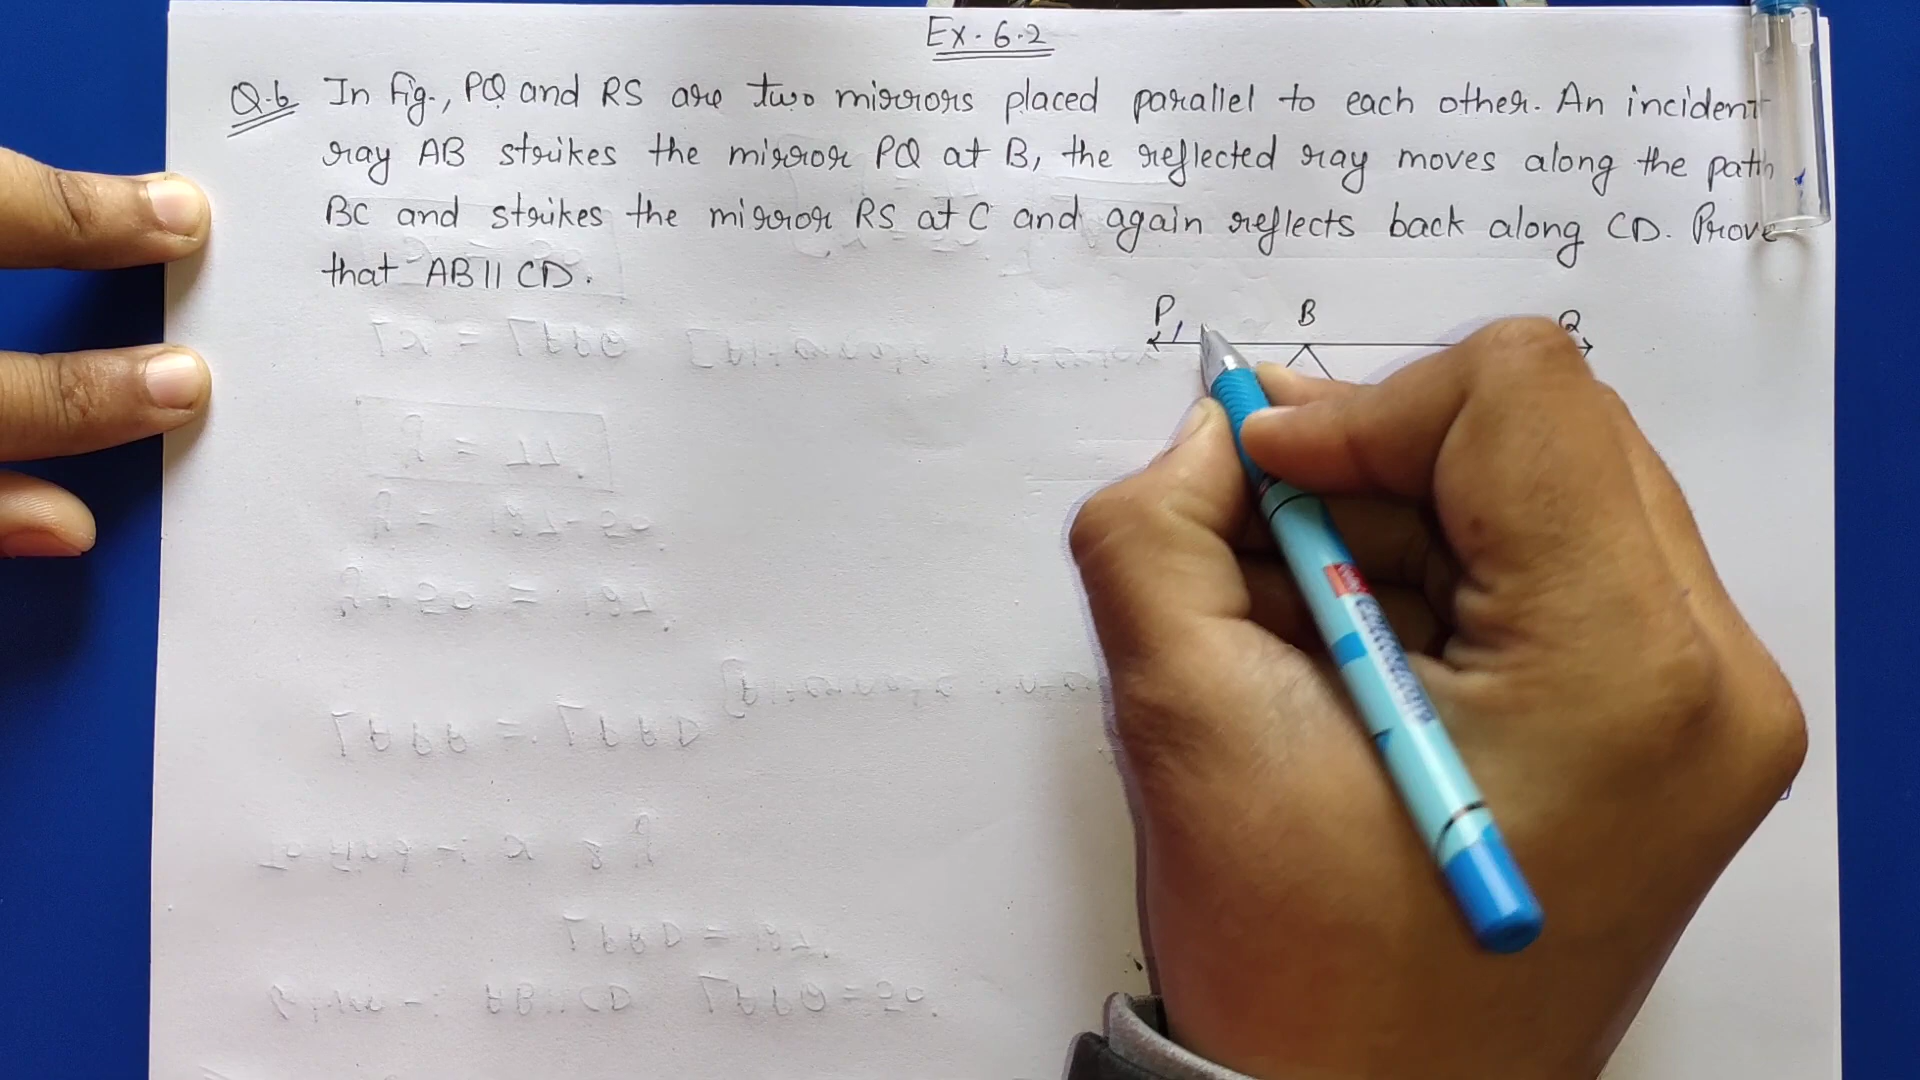 Ex. 6.2
Q.6 In fig., PQ and RS are two mirrors placed parallel to each other. An incident
ray AB strikes the mirror PQ at B, the reflected ray moves along the path
BC and strikes the mirror RS at C and again reflects back along CD. Prove
that AB || CD.
P B Q